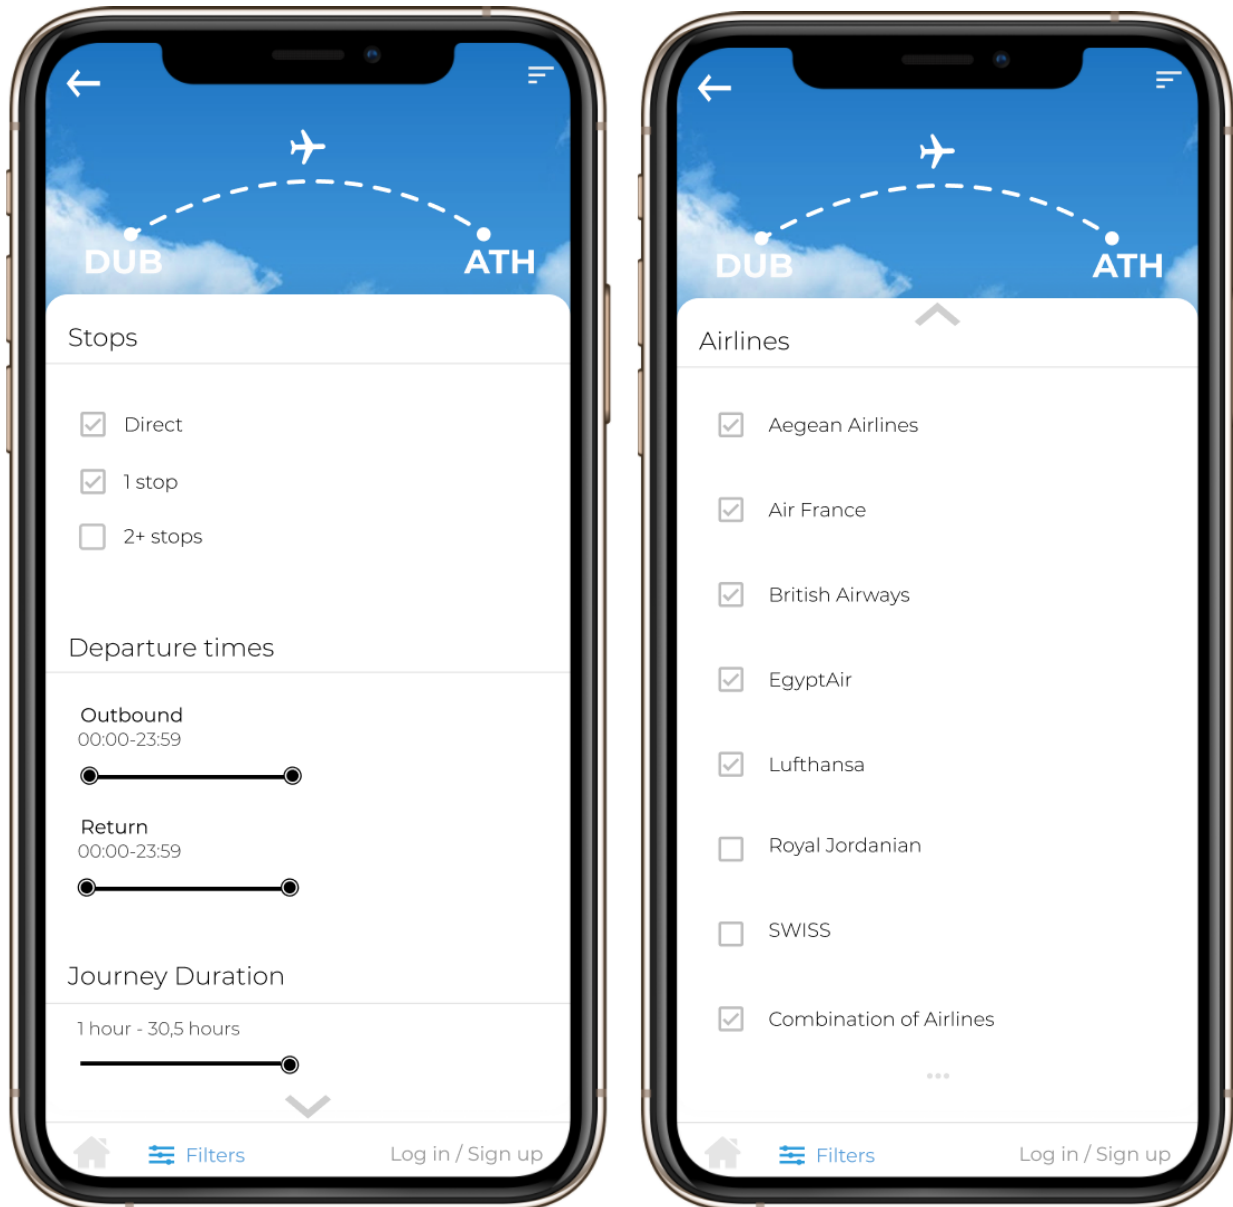 DUB
ATH
Stops
Direct
1 stop
2+ stops
Departure times
Outbound
00:00-23:59
Return
00:00-23:59
Journey Duration
1 hour - 30,5 hours
Filters
Log in / Sign up
DUB
ATH
Airlines
Aegean Airlines
Air France
British Airways
EgyptAir
Lufthansa
Royal Jordanian
SWISS
Combination of Airlines
...
Filters
Log in / Sign up